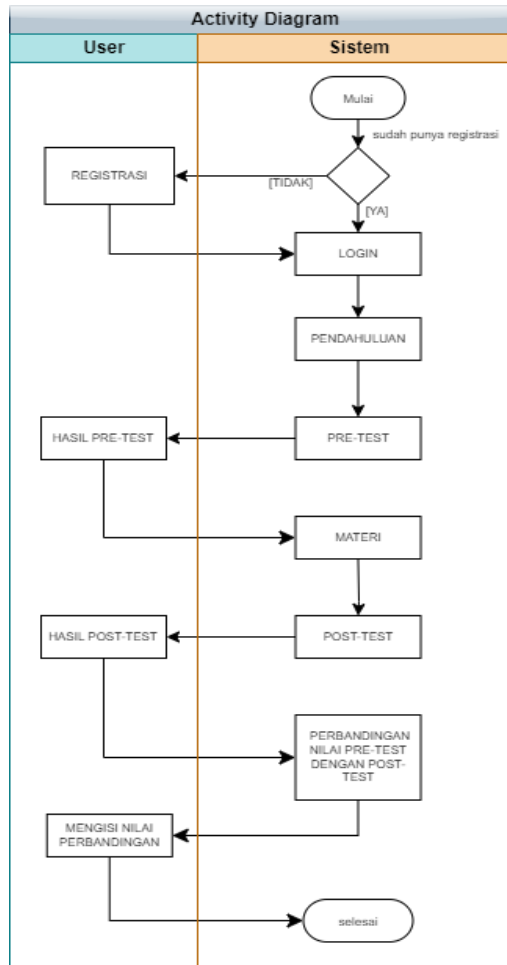 Activity Diagram
User
Sistem
Mulai
sudah punya registrasi
REGISTRASI
[TIDAK]
[YA]
LOGIN
PENDAHULUAN
HASIL PRE-TEST
PRE-TEST
MATERI
HASIL POST-TEST
POST-TEST
PERBANDINGAN
NILAI PRE-TEST
DENGAN POST-
TEST
MENGISI NILAI
PERBANDINGAN
selesai